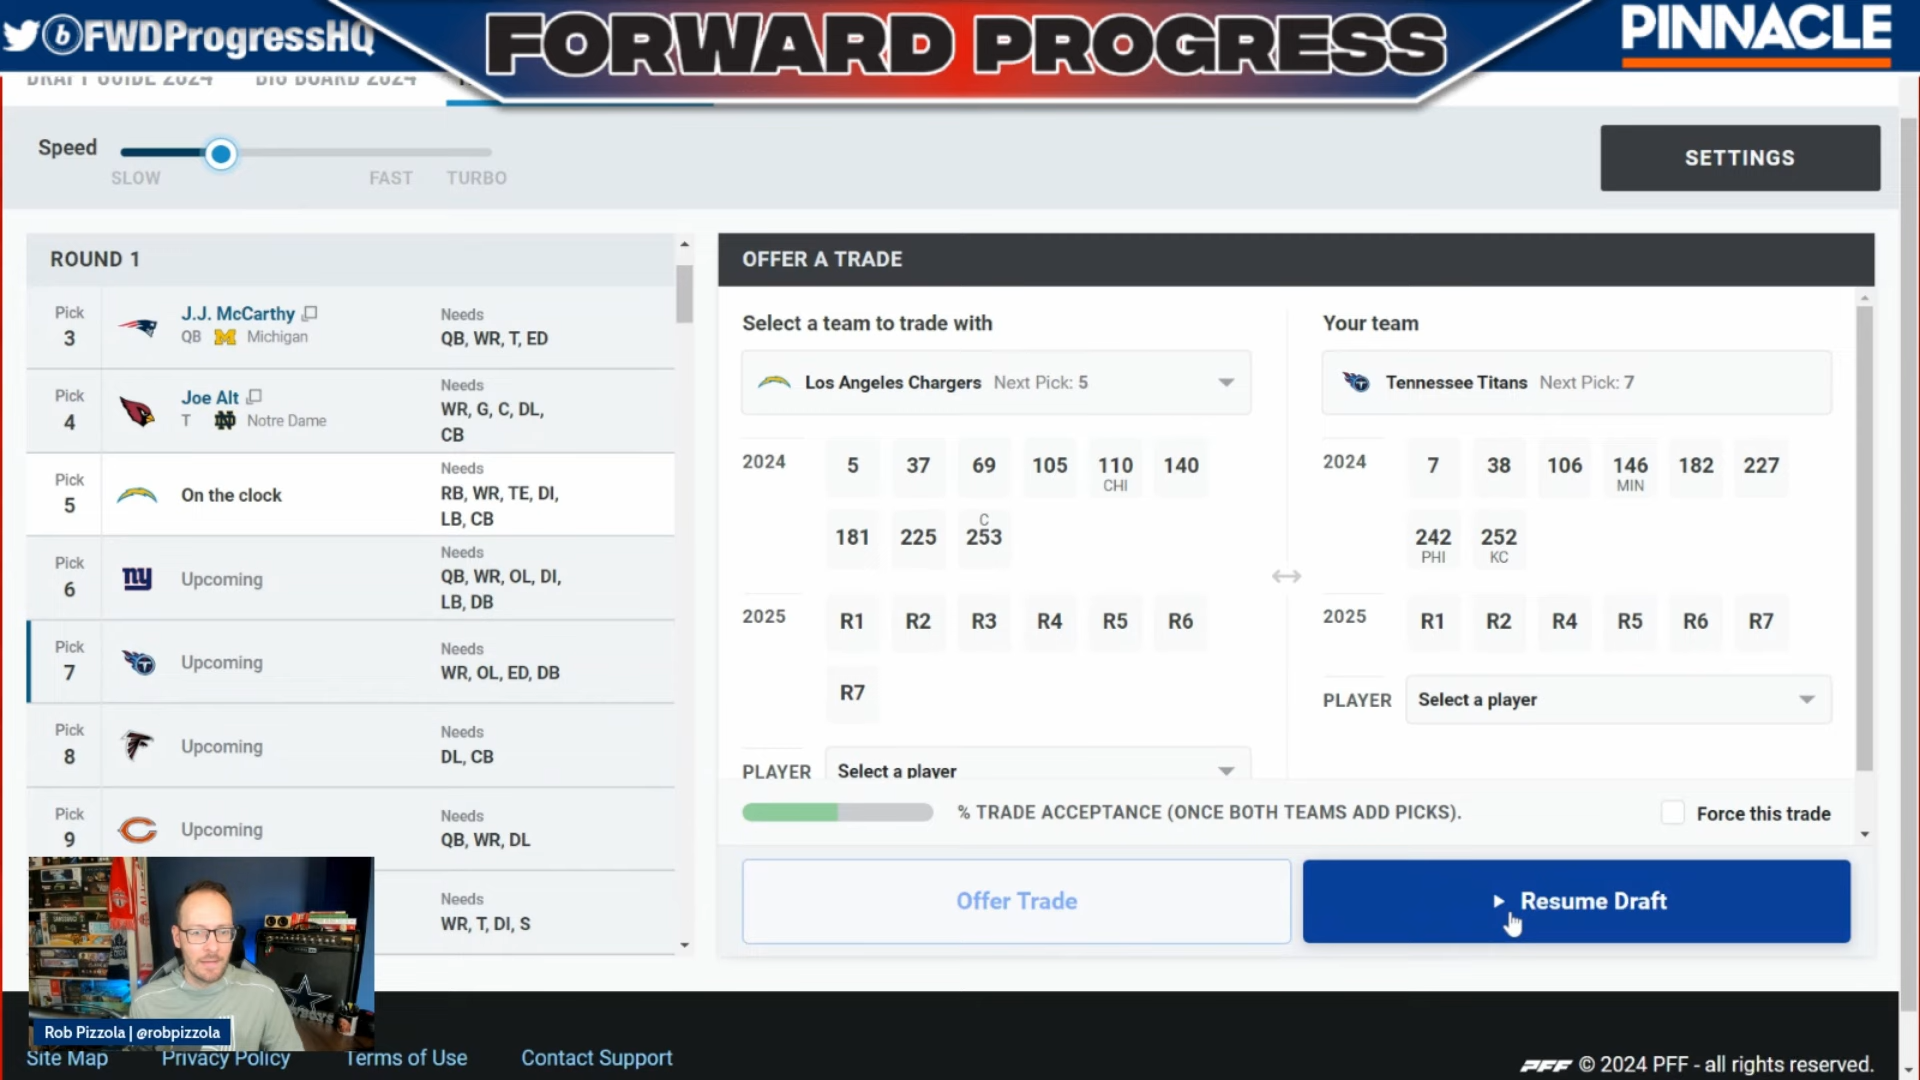 @FWDProgressHQ
FORWARD PROGRESS
PINNACLE
DRAFT GUIDE 2024
BIG BOARD 2024
Speed
SLOW
FAST
TURBO
SETTINGS
ROUND 1
Pick
3
J.J. McCarthy
QB
Michigan
Needs
QB, WR, T, ED
Pick
4
Joe Alt
T
Notre Dame
Needs
WR, G, C, DL,
CB
Pick
5
On the clock
Needs
RB, WR, TE, DI,
LB, CB
Pick
6
ny
Upcoming
Needs
QB, WR, OL, DI,
LB, DB
Pick
7
Upcoming
Needs
WR, OL, ED, DB
Pick
8
Upcoming
Needs
DL, CB
Pick
9
Upcoming
Needs
QB, WR, DL
Needs
WR, T, DI, S
OFFER A TRADE
Select a team to trade with
Los Angeles Chargers Next Pick: 5
2024
5 37 69 105 110 140
CHI
181 225 253
C
2025
R1 R2 R3 R4 R5 R6
R7
PLAYER
Select a player
Your team
Tennessee Titans Next Pick: 7
2024
7 38 106 146 182 227
MIN
242 252
PHI KC
2025
R1 R2 R4 R5 R6 R7
PLAYER
Select a player
% TRADE ACCEPTANCE (ONCE BOTH TEAMS ADD PICKS).
Force this trade
Offer Trade
Resume Draft
Rob Pizzola | @robpizzola
Site Map
Privacy Policy
Terms of Use
Contact Support
PFF © 2024 PFF - all rights reserved.